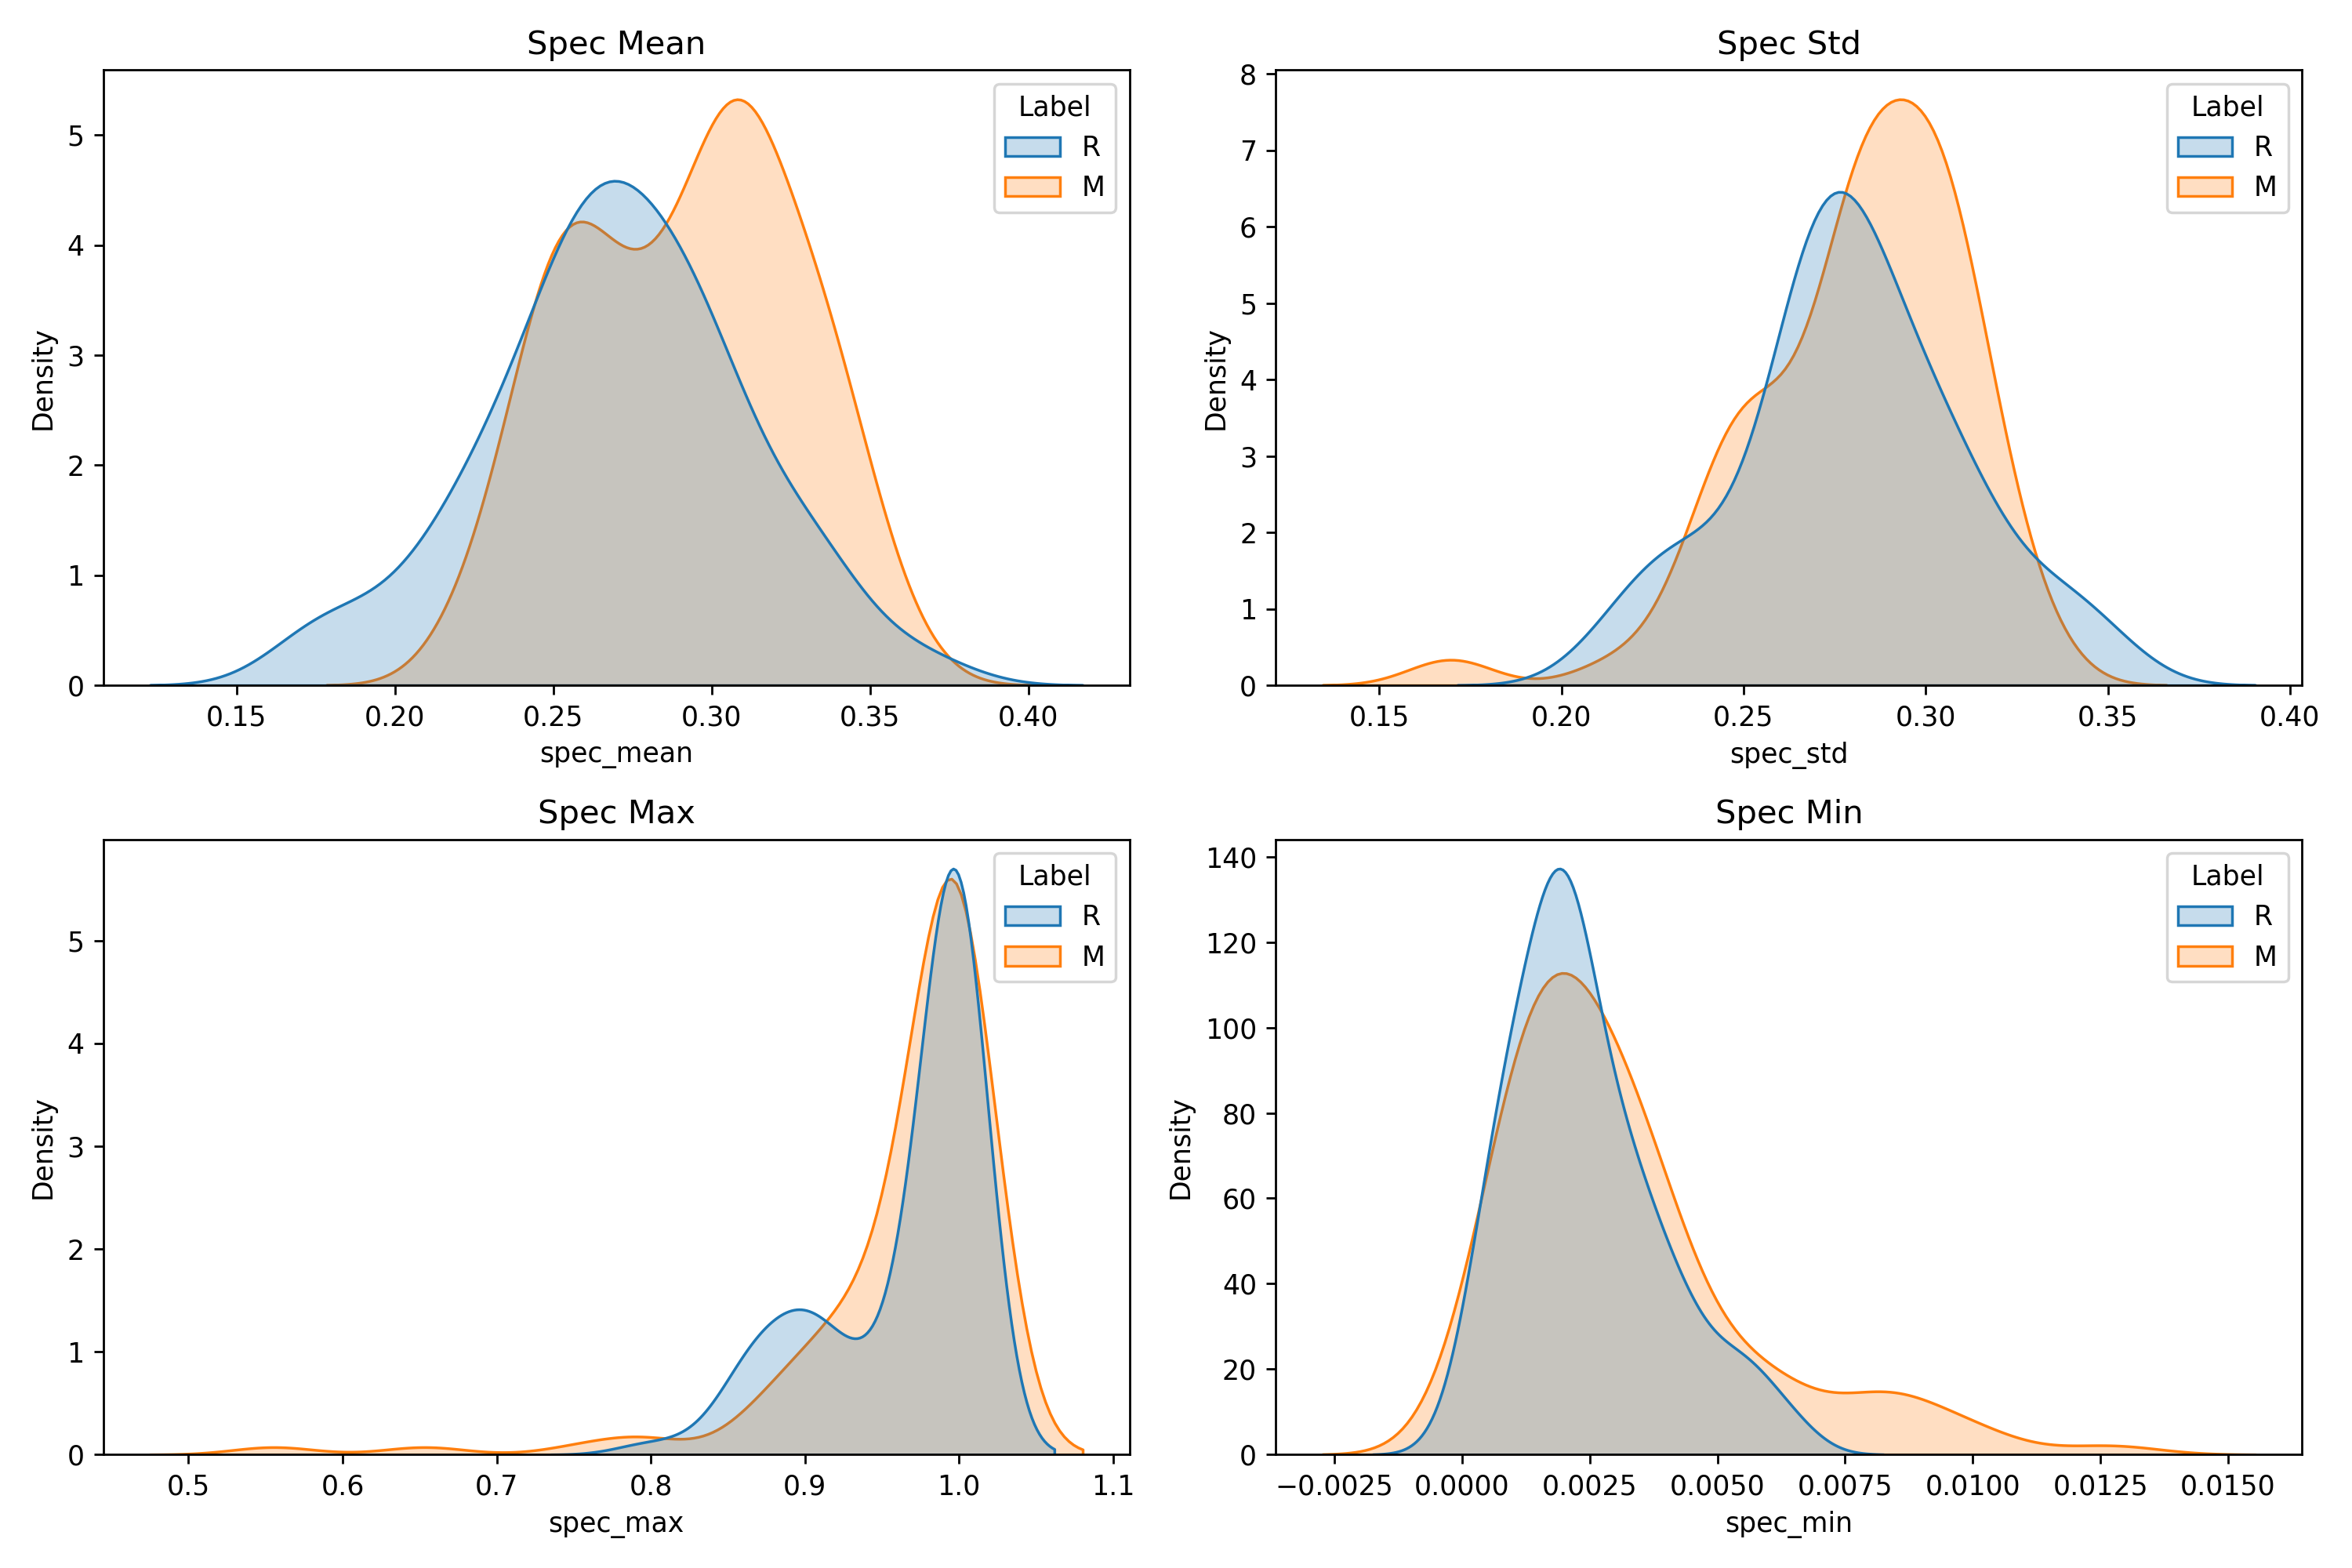 Spec Mean
Density
5
4
3
2
1
0
0.15 0.20 0.25 0.30 0.35 0.40
spec_mean
Label
R
M
Spec Std
Density
8
7
6
5
4
3
2
1
0
0.15 0.20 0.25 0.30 0.35 0.40
spec_std
Label
R
M
Spec Max
Density
5
4
3
2
1
0
0.5 0.6 0.7 0.8 0.9 1.0 1.1
spec_max
Label
R
M
Spec Min
Density
140
120
100
80
60
40
20
0
−0.0025 0.0000 0.0025 0.0050 0.0075 0.0100 0.0125 0.0150
spec_min
Label
R
M